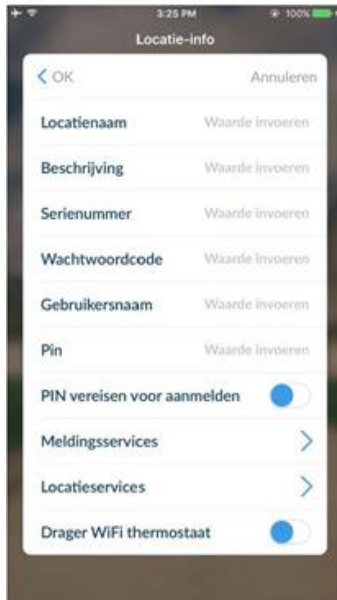 3:25 PM 100%
Locatie-info
OK Annuleren
Locatienaam Waarde invoeren
Beschrijving Waarde invoeren
Serienummer Waarde invoeren
Wachtwoordcode Waarde invoeren
Gebruikersnaam Waarde invoeren
Pin Waarde invoeren
PIN vereisen voor aanmelden
Meldingsservices
Locatieservices
Drager WiFi thermostaat